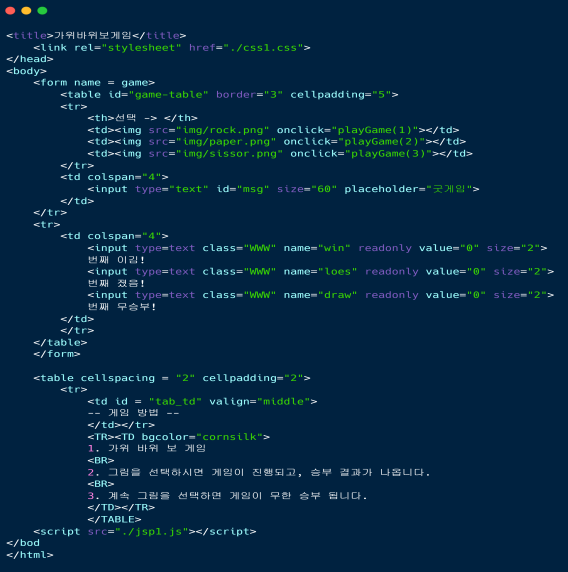 <title>가위바위보게임</title>
<link rel="stylesheet" href="./css1.css">
</head>
<body>
<form name = game>
<table id="game-table" border="3" cellpadding="5">
<tr>
<th>선택 -> </th>
<td><img src="img/rock.png" onclick="playGame(1)"></td>
<td><img src="img/paper.png" onclick="playGame(2)"></td>
<td><img src="img/sissor.png" onclick="playGame(3)"></td>
</tr>
<td colspan="4">
<input type="text" id="msg" size="60" placeholder="굿게임">
</td>
</tr>
<tr>
<td colspan="4">
<input type=text class="WWW" name="win" readonly value="0" size="2">
번째 이김!
<input type=text class="WWW" name="loes" readonly value="0" size="2">
번째 졌음!
<input type=text class="WWW" name="draw" readonly value="0" size="2">
번째 무승부!
</td>
</tr>
</table>
</form>
<table cellspacing = "2" cellpadding="2">
<tr>
<td id = "tab_td" valign="middle">
-- 게임 방법 --
</td></tr>
<TR><TD bgcolor="cornsilk">
1. 가위 바위 보 게임
<BR>
2. 그림을 선택하시면 게임이 진행되고, 승부 결과가 나옵니다.
<BR>
3. 계속 그림을 선택하면 게임이 무한 승부 됩니다.
</TD></TR>
</TABLE>
<script src="./jsp1.js"></script>
</bod
</html>